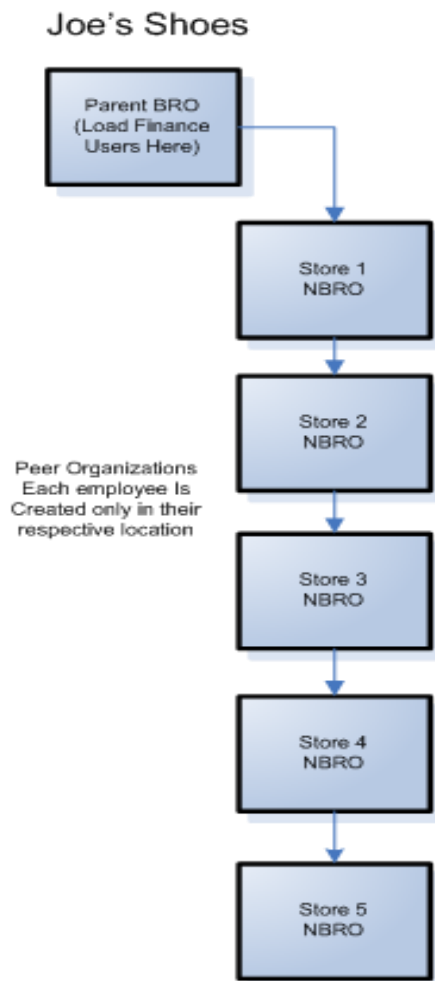 Joe's Shoes
Parent BRO
(Load Finance
Users Here)
Store 1
NBRO
Store 2
NBRO
Peer Organizations
Each employee Is
Created only in their
respective location
Store 3
NBRO
Store 4
NBRO
Store 5
NBRO